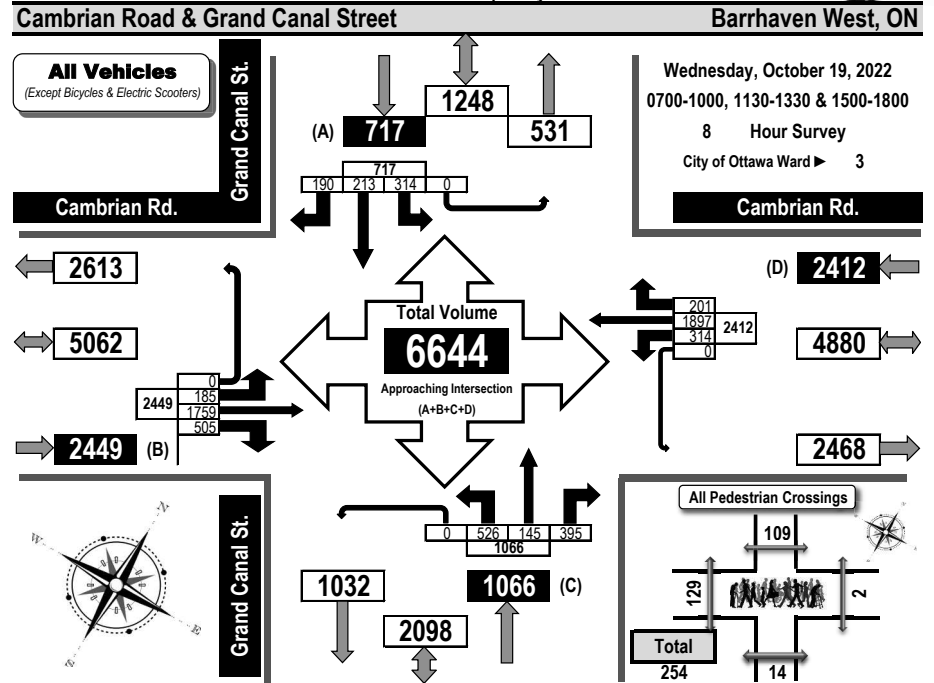 Cambrian Road & Grand Canal Street Barrhaven West, ON
All Vehicles
(Except Bicycles & Electric Scooters)
Grand Canal St.
Cambrian Rd.
1248
(A) 717
531
717
190 213 314 0
Wednesday, October 19, 2022
0700-1000, 1130-1330 & 1500-1800
8 Hour Survey
City of Ottawa Ward ► 3
Cambrian Rd.
2613
5062
2449
0
185
1759
505
2449 (B)
Total Volume
6644
Approaching Intersection
(A+B+C+D)
201
1897
314
0
2412
(D) 2412
4880
2468
N
W
E
S
Grand Canal St.
0 526 145 395
1066
1032
1066 (C)
2098
All Pedestrian Crossings
109
129
2
Total
254
14